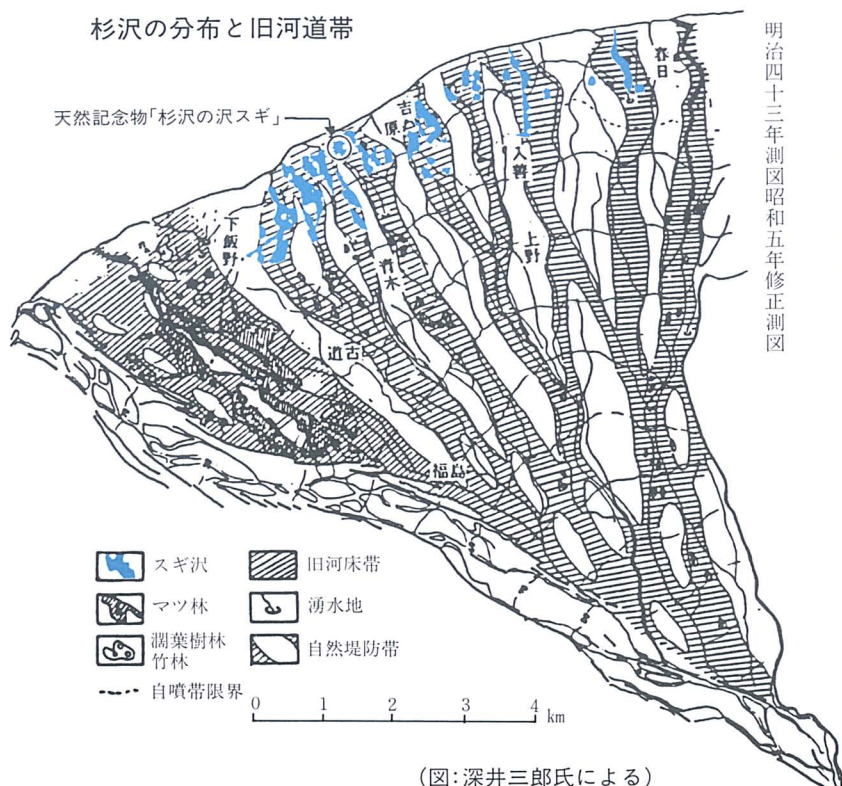 杉沢の分布と旧河道帯
明治四十三年測図昭和五年修正測図
天然記念物「杉沢の沢スギ」
春日
吉原
入善
下飯野
青木
上野
道古
福島
スギ沢
旧河床帯
マツ林
湧水地
潤葉樹林
竹林
自然堤防帯
自噴帯限界
0 1 2 3 4
km
(図:深井三郎氏による)